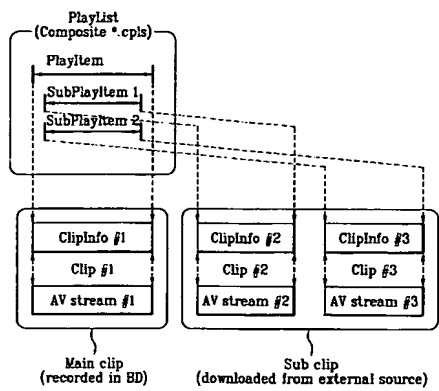 PlayList
(Composite *.cpls)
PlayItem
SubPlayItem 1
SubPlayItem 2
ClipInfo #1
Clip #1
AV stream #1
ClipInfo #2
Clip #2
AV stream #2
ClipInfo #3
Clip #3
AV stream #3
Main clip
(recorded in BD)
Sub clip
(downloaded from external source)